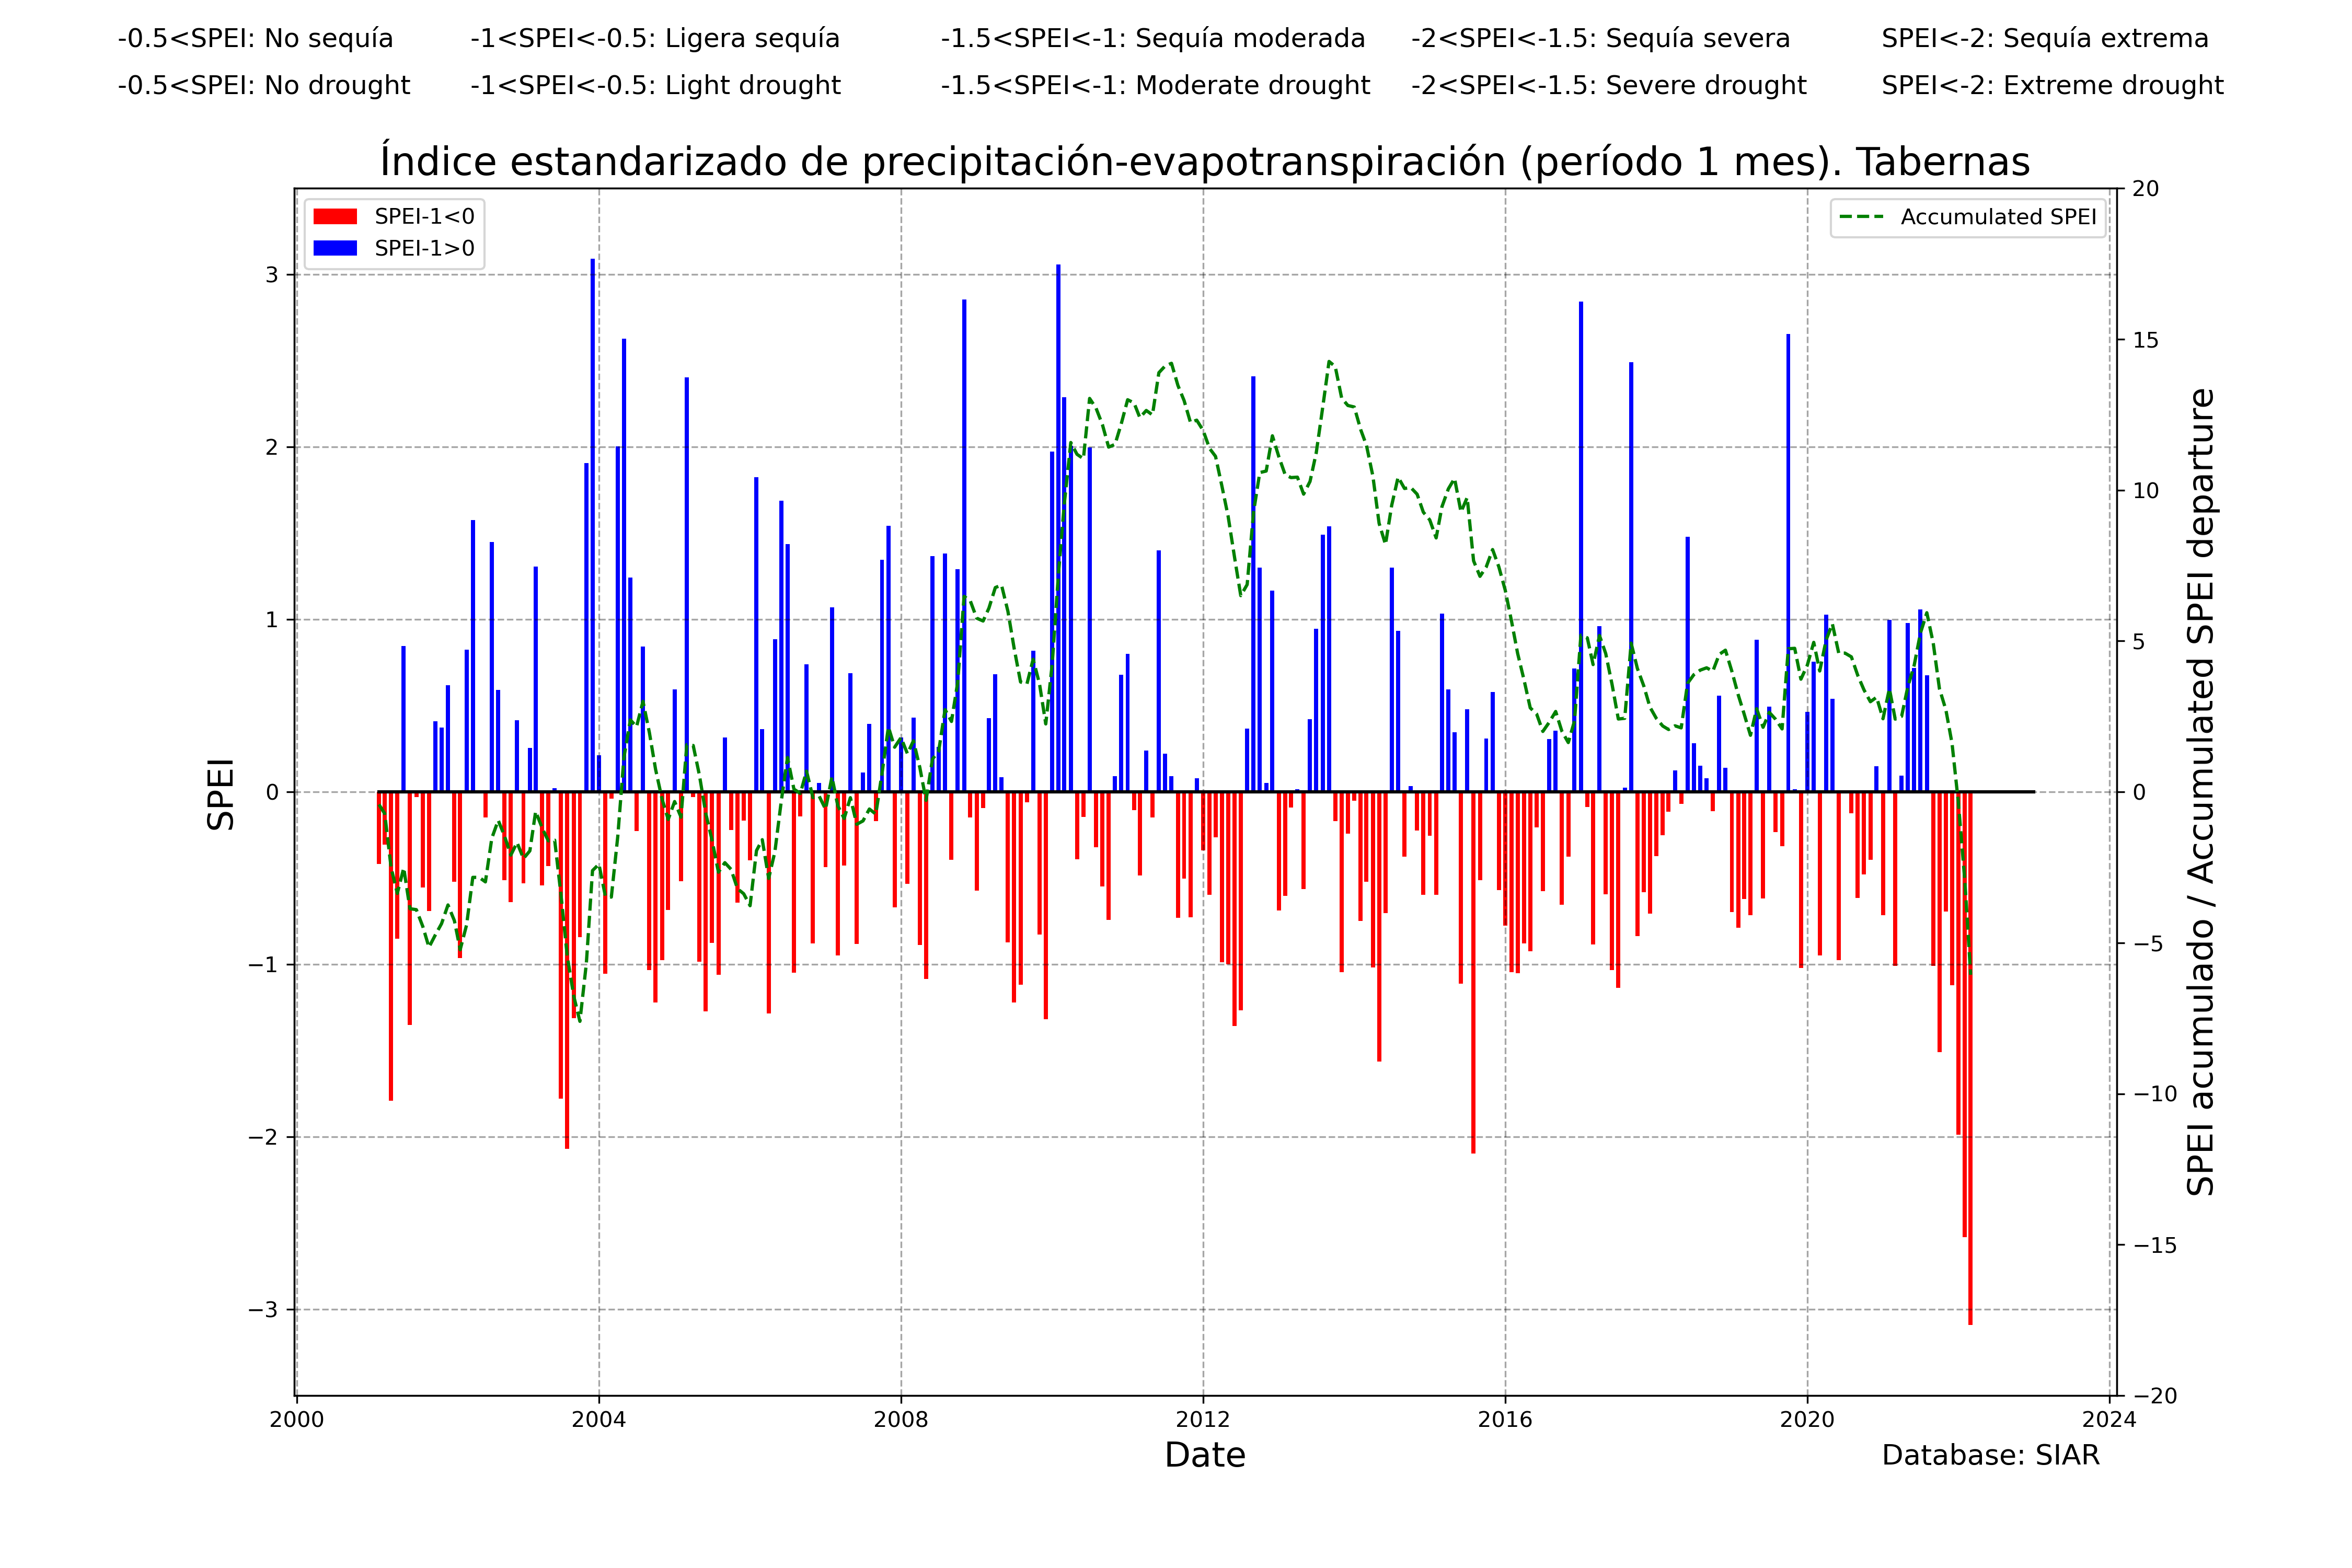 -0.5<SPEI: No sequía -1<SPEI<-0.5: Ligera sequía -1.5<SPEI<-1: Sequía moderada -2<SPEI<-1.5: Sequía severa SPEI<-2: Sequía extrema
-0.5<SPEI: No drought -1<SPEI<-0.5: Light drought -1.5<SPEI<-1: Moderate drought -2<SPEI<-1.5: Severe drought SPEI<-2: Extreme drought
Índice estandarizado de precipitación-evapotranspiración (período 1 mes). Tabernas
SPEI-1<0
SPEI-1>0
Accumulated SPEI
SPEI
3
2
1
0
−1
−2
−3
20
15
10
5
0
−5
−10
−15
−20
SPEI acumulado / Accumulated SPEI departure
2000 2004 2008 2012 2016 2020 2024
Date
Database: SIAR